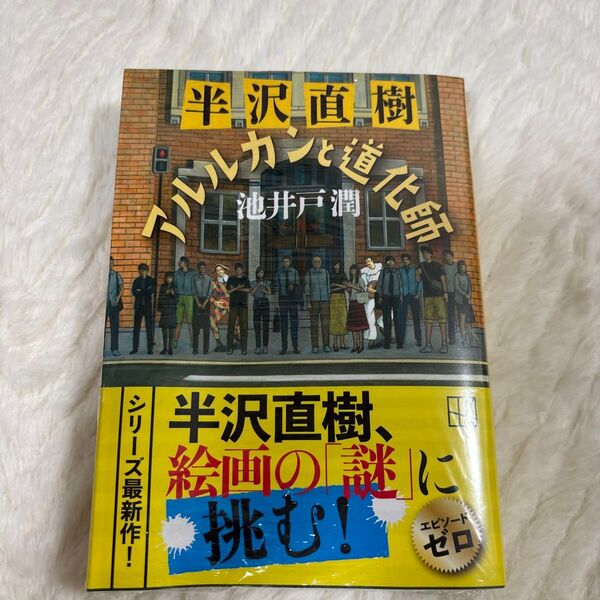 半沢直樹
アルルカンと道化師
池井戸潤
シリーズ最新作!
半沢直樹、
絵画の「謎」に
挑む!
エピソード
ゼロ